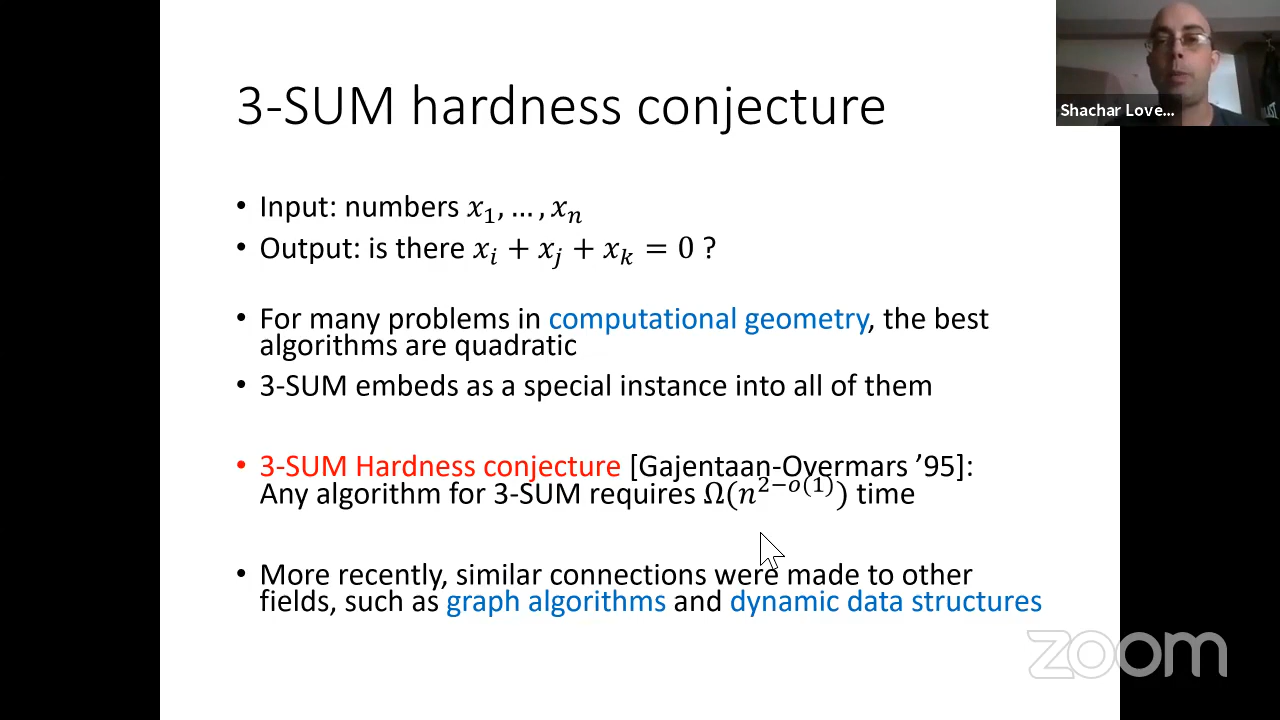 3-SUM hardness conjecture
Shachar Love...
• Input: numbers 𝑥₁, … , 𝑥ₙ
• Output: is there 𝑥ᵢ + 𝑥ⱼ + 𝑥ₖ = 0 ?
• For many problems in computational geometry, the best
algorithms are quadratic
• 3-SUM embeds as a special instance into all of them
• 3-SUM Hardness conjecture [Gajentaan-Overmars ’95]:
Any algorithm for 3-SUM requires Ω(𝑛^{2−𝑜(1)}) time
• More recently, similar connections were made to other
fields, such as graph algorithms and dynamic data structures
zoom